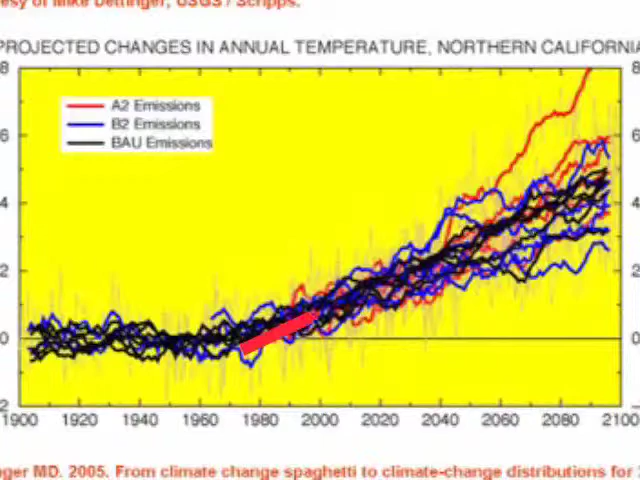 esy of Mike Dettinger, USGS / Scripps.
PROJECTED CHANGES IN ANNUAL TEMPERATURE, NORTHERN CALIFORNIA
8 8
A2 Emissions
6 B2 Emissions 6
BAU Emissions
4 4
2 2
0 0
-2
1900 1920 1940 1960 1980 2000 2020 2040 2060 2080 2100
nger MD. 2005. From climate change spaghetti to climate-change distributions for